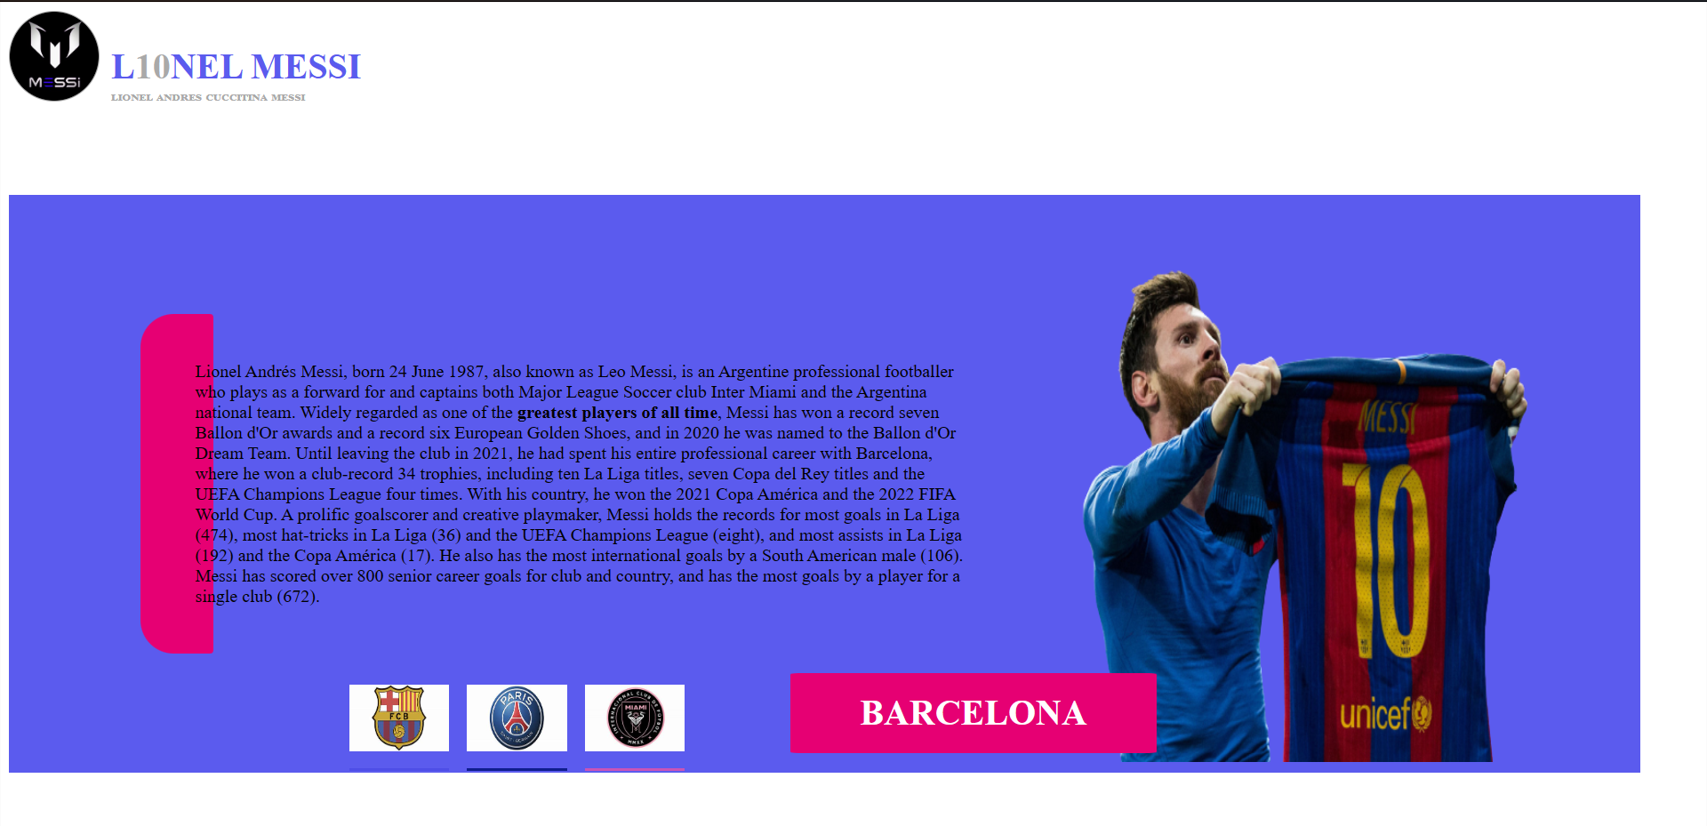 MESSi
L10NEL MESSI
LIONEL ANDRES CUCCITINA MESSI
Lionel Andrés Messi, born 24 June 1987, also known as Leo Messi, is an Argentine professional footballer
who plays as a forward for and captains both Major League Soccer club Inter Miami and the Argentina
national team. Widely regarded as one of the greatest players of all time, Messi has won a record seven
Ballon d'Or awards and a record six European Golden Shoes, and in 2020 he was named to the Ballon d'Or
Dream Team. Until leaving the club in 2021, he had spent his entire professional career with Barcelona,
where he won a club-record 34 trophies, including ten La Liga titles, seven Copa del Rey titles and the
UEFA Champions League four times. With his country, he won the 2021 Copa América and the 2022 FIFA
World Cup. A prolific goalscorer and creative playmaker, Messi holds the records for most goals in La Liga
(474), most hat-tricks in La Liga (36) and the UEFA Champions League (eight), and most assists in La Liga
(192) and the Copa América (17). He also has the most international goals by a South American male (106).
Messi has scored over 800 senior career goals for club and country, and has the most goals by a player for a
single club (672).
MESSI
10
unicef
FCB
PARIS
MIAMI
BARCELONA